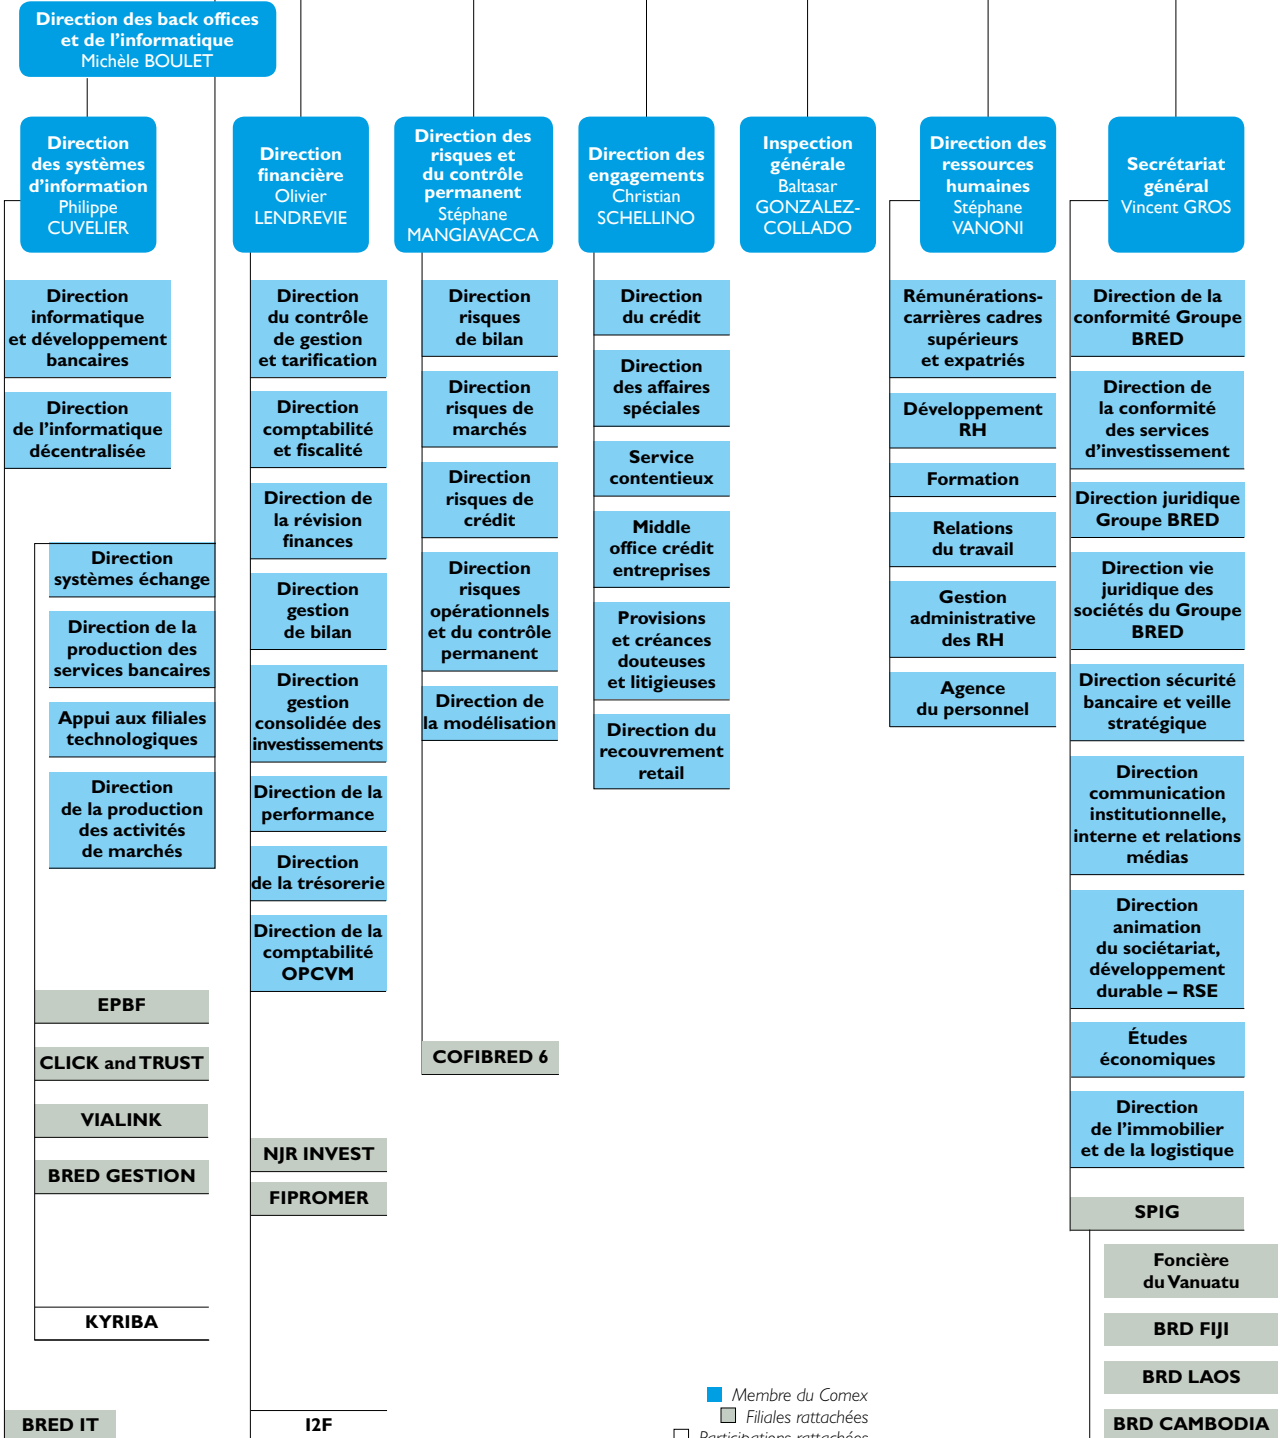 Direction des back offices
et de l'informatique
Michèle BOULET
Direction
des systèmes
d'information
Philippe
CUVELIER
Direction
financière
Olivier
LENDREVIE
Direction des
risques et
du contrôle
permanent
Stéphane
MANGIAVACCA
Direction des
engagements
Christian
SCHELLINO
Inspection
générale
Baltasar
GONZALEZ-
COLLADO
Direction des
ressources
humaines
Stéphane
VANONI
Secrétariat
général
Vincent GROS
Direction
informatique
et développement
bancaires
Direction
de l'informatique
décentralisée
Direction
systèmes échange
Direction de la
production des
services bancaires
Appui aux filiales
technologiques
Direction
de la production
des activités
de marchés
EPBF
CLICK and TRUST
VIALINK
BRED GESTION
KYRIBA
BRED IT
Direction
du contrôle
de gestion
et tarification
Direction
comptabilité
et fiscalité
Direction de
la révision
finances
Direction
gestion
de bilan
Direction
gestion
consolidée des
investissements
Direction de la
performance
Direction
de la trésorerie
Direction de la
comptabilité
OPCVM
NJR INVEST
FIPROMER
I2F
Direction
risques
de bilan
Direction
risques de
marchés
Direction
risques de
crédit
Direction
risques
opérationnels
et du contrôle
permanent
Direction de
la modélisation
COFIBRED 6
Direction
du crédit
Direction
des affaires
spéciales
Service
contentieux
Middle
office crédit
entreprises
Provisions
et créances
douteuses
et litigieuses
Direction du
recouvrement
retail
Rémunérations-
carrières cadres
supérieurs
et expatriés
Développement
RH
Formation
Relations
du travail
Gestion
administrative
des RH
Agence
du personnel
Direction de la
conformité Groupe
BRED
Direction de
la conformité
des services
d'investissement
Direction juridique
Groupe BRED
Direction vie
juridique des
sociétés du Groupe
BRED
Direction sécurité
bancaire et veille
stratégique
Direction
communication
institutionnelle,
interne et relations
médias
Direction
animation
du sociétariat,
développement
durable – RSE
Études
économiques
Direction
de l'immobilier
et de la logistique
SPIG
Foncière
du Vanuatu
BRD FIJI
BRD LAOS
BRD CAMBODIA
Membre du Comex
Filiales rattachées
Participations rattachées